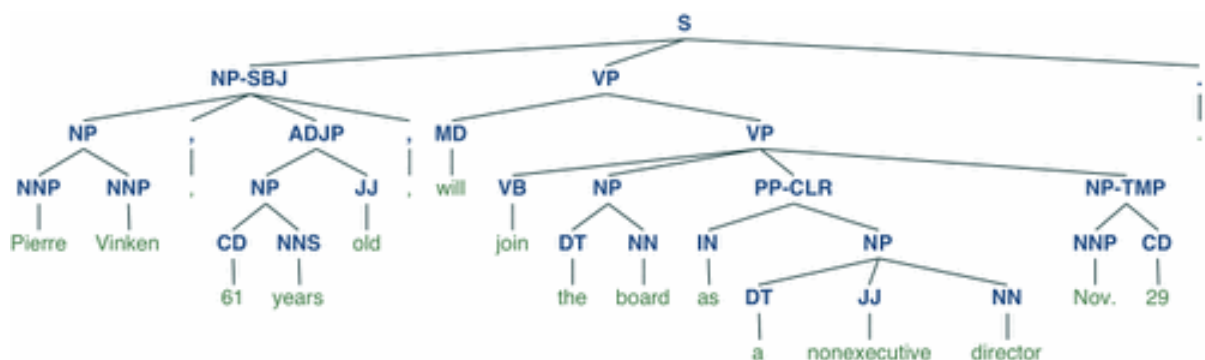 S
NP-SBJ VP .
NP , ADJP , MD VP .
NNP NNP , NP JJ , will VB NP PP-CLR NP-TMP
Pierre Vinken CD NNS old join DT NN IN NP NNP CD
61 years the board as DT JJ NN Nov. 29
a nonexecutive director